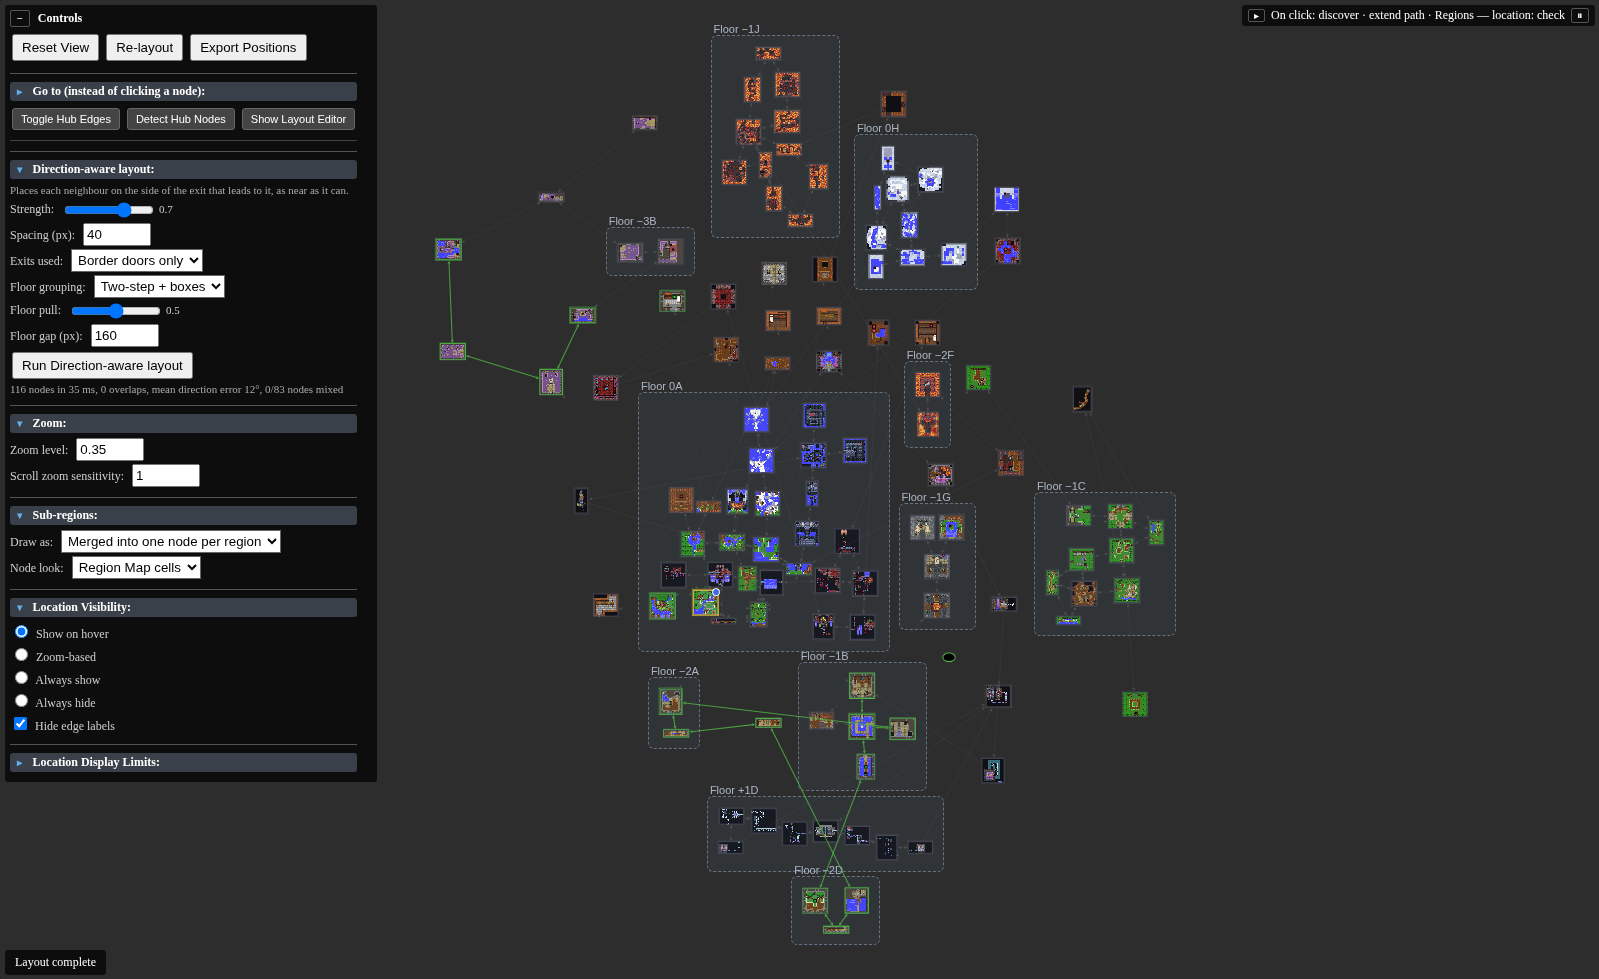 − Controls
Reset View Re-layout Export Positions
▸ Go to (instead of clicking a node):
Toggle Hub Edges Detect Hub Nodes Show Layout Editor
▾ Direction-aware layout:
Places each neighbour on the side of the exit that leads to it, as near as it can.
Strength: 0.7
Spacing (px): 40
Exits used: Border doors only
Floor grouping: Two-step + boxes
Floor pull: 0.5
Floor gap (px): 160
Run Direction-aware layout
116 nodes in 35 ms, 0 overlaps, mean direction error 12°, 0/83 nodes mixed
▾ Zoom:
Zoom level: 0.35
Scroll zoom sensitivity: 1
▾ Sub-regions:
Draw as: Merged into one node per region
Node look: Region Map cells
▾ Location Visibility:
Show on hover
Zoom-based
Always show
Always hide
Hide edge labels
▸ Location Display Limits:
Layout complete
▸ On click: discover · extend path · Regions — location: check
Floor −1J
Floor 0H
Floor −3B
Floor −2F
Floor 0A
Floor −1G
Floor −1C
Floor −1B
Floor −2A
Floor +1D
Floor −2D